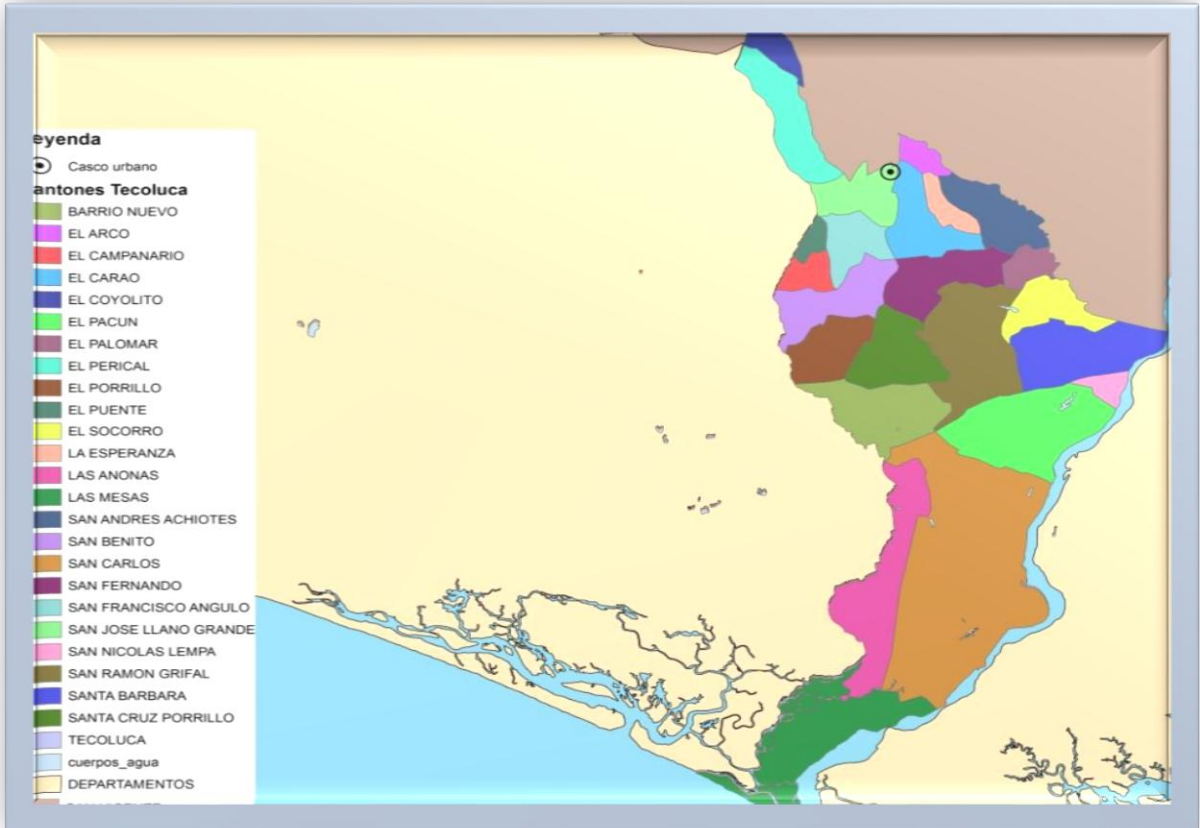 eyenda
Casco urbano
antones Tecoluca
BARRIO NUEVO
EL ARCO
EL CAMPANARIO
EL CARAO
EL COYOLITO
EL PACUN
EL PALOMAR
EL PERICAL
EL PORRILLO
EL PUENTE
EL SOCORRO
LA ESPERANZA
LAS ANONAS
LAS MESAS
SAN ANDRES ACHIOTES
SAN BENITO
SAN CARLOS
SAN FERNANDO
SAN FRANCISCO ANGULO
SAN JOSE LLANO GRANDE
SAN NICOLAS LEMPA
SAN RAMON GRIFAL
SANTA BARBARA
SANTA CRUZ PORRILLO
TECOLUCA
cuerpos_agua
DEPARTAMENTOS